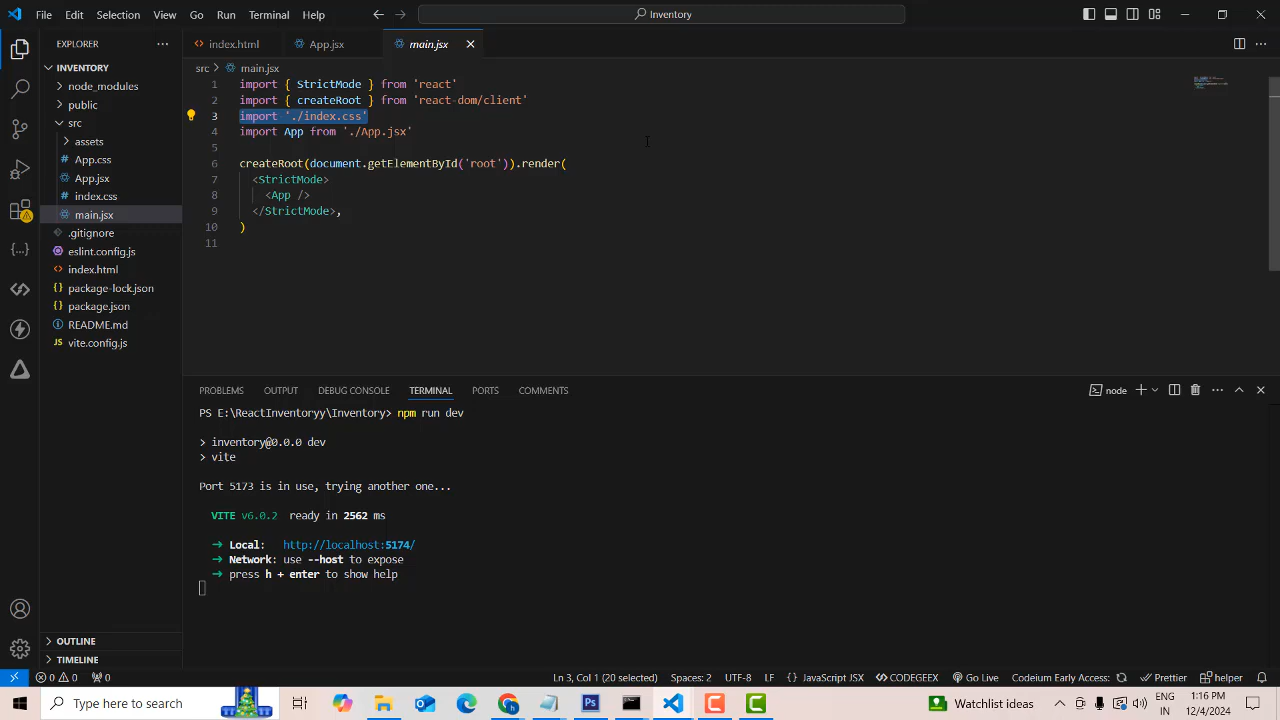 File Edit Selection View Go Run Terminal Help
Inventory
EXPLORER
INVENTORY
node_modules
public
src
assets
App.css
App.jsx
index.css
main.jsx
.gitignore
eslint.config.js
index.html
package-lock.json
package.json
README.md
vite.config.js
OUTLINE
TIMELINE
index.html App.jsx main.jsx
src > main.jsx
1 import { StrictMode } from 'react'
2 import { createRoot } from 'react-dom/client'
3 import './index.css'
4 import App from './App.jsx'
5
6 createRoot(document.getElementById('root')).render(
7 <StrictMode>
8 <App />
9 </StrictMode>,
10 )
11
PROBLEMS OUTPUT DEBUG CONSOLE TERMINAL PORTS COMMENTS
node
PS E:\ReactInventoryy\Inventory> npm run dev
> inventory@0.0.0 dev
> vite
Port 5173 is in use, trying another one...
VITE v6.0.2 ready in 2562 ms
➜ Local: http://localhost:5174/
➜ Network: use --host to expose
➜ press h + enter to show help
0 0 0
Ln 3, Col 1 (20 selected) Spaces: 2 UTF-8 LF {} JavaScript JSX CODEGEX Go Live Codeium Early Access: Prettier helper
Type here to search
Ps
Watchlist ideas
ENG
IN
1:16 PM
12/4/2024